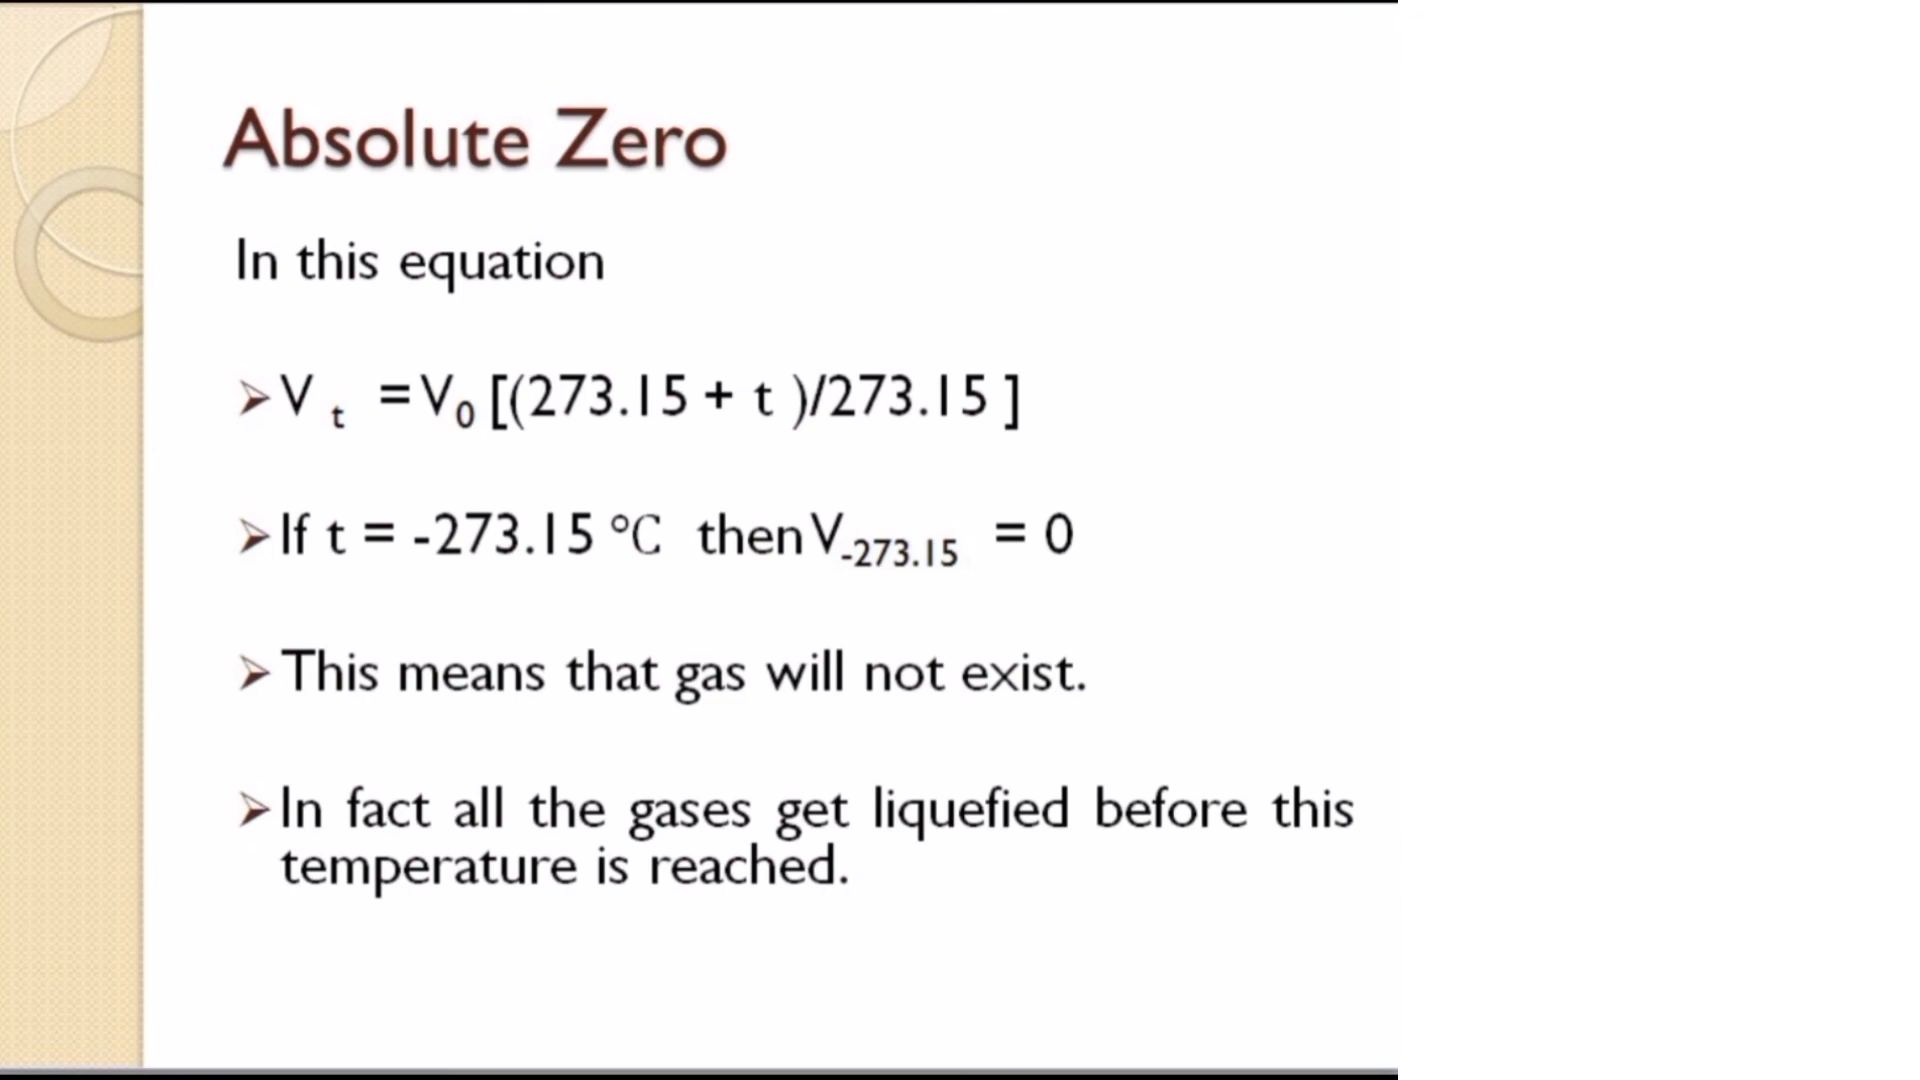 Absolute Zero
In this equation
➢V t = V₀ [(273.15 + t )/273.15 ]
➢If t = -273.15 °C then V₋₂₇₃.₁₅ = 0
➢This means that gas will not exist.
➢In fact all the gases get liquefied before this
temperature is reached.